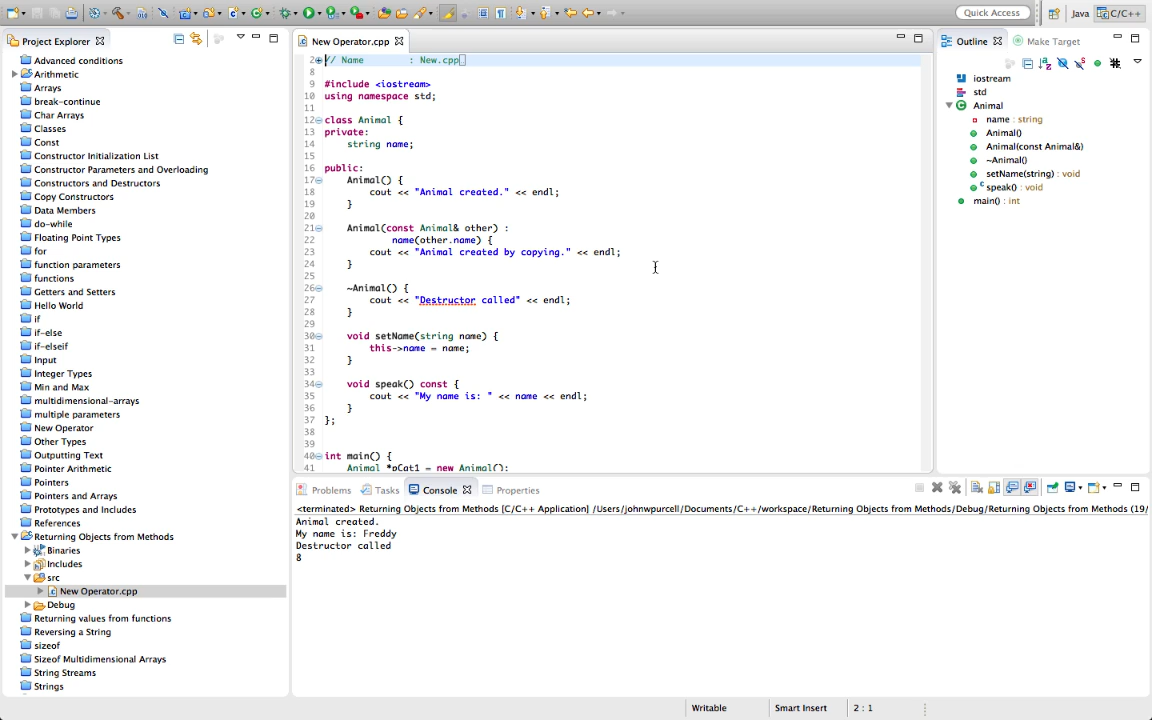 Quick Access
Java
C/C++
Project Explorer
Advanced conditions
Arithmetic
Arrays
break-continue
Char Arrays
Classes
Const
Constructor Initialization List
Constructor Parameters and Overloading
Constructors and Destructors
Copy Constructors
Data Members
do-while
Floating Point Types
for
function parameters
functions
Getters and Setters
Hello World
if
if-else
if-elseif
Input
Integer Types
Min and Max
multidimensional-arrays
multiple parameters
New Operator
Other Types
Outputting Text
Pointer Arithmetic
Pointers
Pointers and Arrays
Prototypes and Includes
References
Returning Objects from Methods
Binaries
Includes
src
New Operator.cpp
Debug
Returning values from functions
Reversing a String
sizeof
Sizeof Multidimensional Arrays
String Streams
Strings
New Operator.cpp
2 // Name : New.cpp
8
9 #include <iostream>
10 using namespace std;
11
12 class Animal {
13 private:
14 string name;
15
16 public:
17 Animal() {
18 cout << "Animal created." << endl;
19 }
20
21 Animal(const Animal& other) :
22 name(other.name) {
23 cout << "Animal created by copying." << endl;
24 }
25
26 ~Animal() {
27 cout << "Destructor called" << endl;
28 }
29
30 void setName(string name) {
31 this->name = name;
32 }
33
34 void speak() const {
35 cout << "My name is: " << name << endl;
36 }
37 };
38
39
40 int main() {
41 Animal *pCat1 = new Animal();
Outline
Make Target
iostream
std
Animal
name : string
Animal()
Animal(const Animal&)
~Animal()
setName(string) : void
speak() : void
main() : int
Problems
Tasks
Console
Properties
<terminated> Returning Objects from Methods [C/C++ Application] /Users/johnwpurcell/Documents/C++/workspace/Returning Objects from Methods/Debug/Returning Objects from Methods (19/
Animal created.
My name is: Freddy
Destructor called
8
Writable
Smart Insert
2 : 1